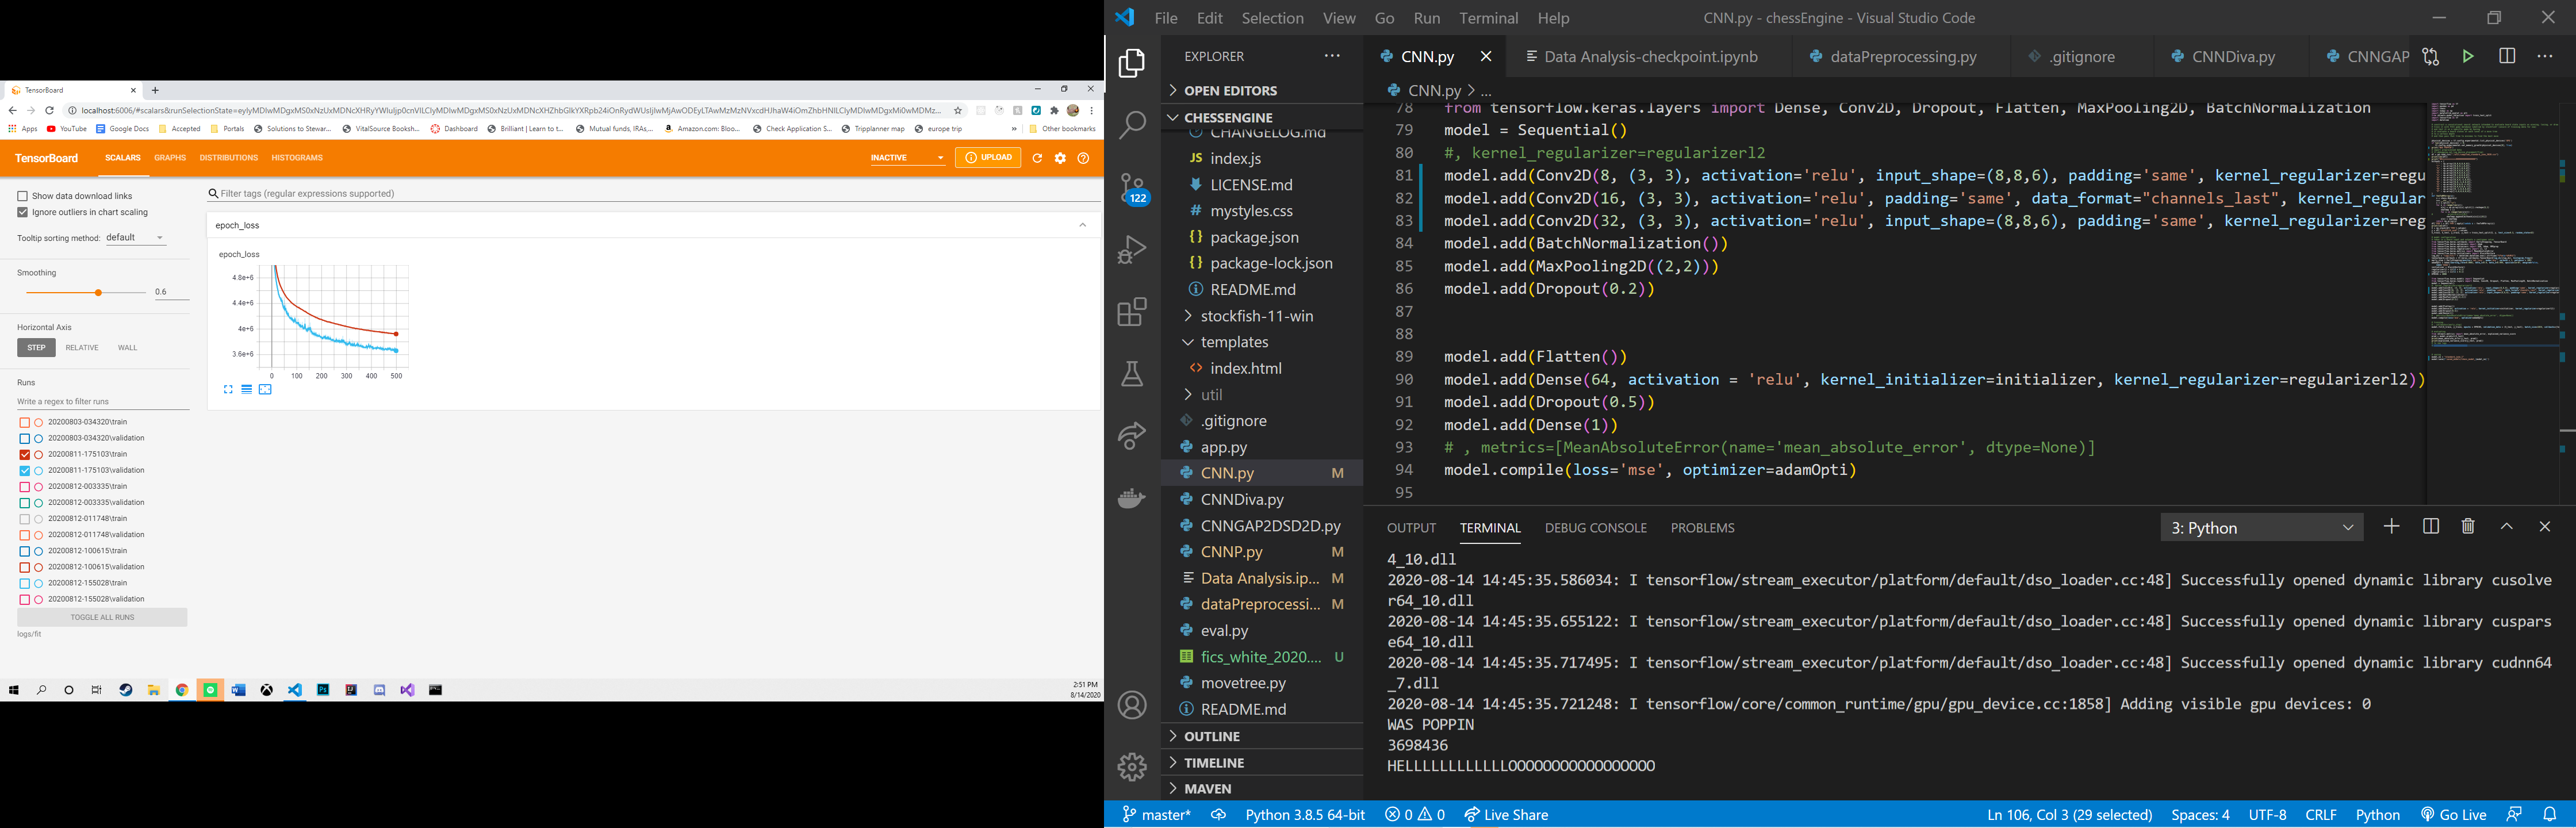 TensorBoard
localhost:6006/#scalars&runSelectionState=
Apps YouTube Google Docs Accepted Portals Solutions to Stewar... VitalSource Booksh... Dashboard Brilliant | Learn to t... Mutual funds, IRAs,... Amazon.com: Bloo... Check Application S... Tripplanner map europe trip » Other bookmarks
TensorBoard SCALARS GRAPHS DISTRIBUTIONS HISTOGRAMS INACTIVE UPLOAD
Show data download links
Ignore outliers in chart scaling
Tooltip sorting method: default
Smoothing
0.6
Horizontal Axis
STEP RELATIVE WALL
Runs
Write a regex to filter runs
20200803-034320\train
20200803-034320\validation
20200811-175103\train
20200811-175103\validation
20200812-003335\train
20200812-003335\validation
20200812-011748\train
20200812-011748\validation
20200812-100615\train
20200812-100615\validation
20200812-155028\train
20200812-155028\validation
TOGGLE ALL RUNS
logs/fit
Filter tags (regular expressions supported)
epoch_loss
epoch_loss
4.8e+6
4.4e+6
4e+6
3.6e+6
0 100 200 300 400 500
2:51 PM
8/14/2020
File Edit Selection View Go Run Terminal Help
CNN.py - chessEngine - Visual Studio Code
EXPLORER
OPEN EDITORS
CHESSENGINE
CHANGELOG.md
JS index.js
LICENSE.md
# mystyles.css
{} package.json
{} package-lock.json
README.md
stockfish-11-win
templates
<> index.html
util
.gitignore
app.py
CNN.py M
CNNDiva.py
CNNGAP2DSD2D.py
CNNP.py M
Data Analysis.ip... M
dataPreprocessi... M
eval.py
fics_white_2020.... U
movetree.py
README.md
OUTLINE
TIMELINE
MAVEN
122
CNN.py Data Analysis-checkpoint.ipynb dataPreprocessing.py .gitignore CNNDiva.py CNNGAP
CNN.py > ...
78 from tensorflow.keras.layers import Dense, Conv2D, Dropout, Flatten, MaxPooling2D, BatchNormalization
79 model = Sequential()
80 #, kernel_regularizer=regularizerl2
81 model.add(Conv2D(8, (3, 3), activation='relu', input_shape=(8,8,6), padding='same', kernel_regularizer=regu
82 model.add(Conv2D(16, (3, 3), activation='relu', padding='same', data_format="channels_last", kernel_regular
83 model.add(Conv2D(32, (3, 3), activation='relu', input_shape=(8,8,6), padding='same', kernel_regularizer=reg
84 model.add(BatchNormalization())
85 model.add(MaxPooling2D((2,2)))
86 model.add(Dropout(0.2))
87
88
89 model.add(Flatten())
90 model.add(Dense(64, activation = 'relu', kernel_initializer=initializer, kernel_regularizer=regularizerl2))
91 model.add(Dropout(0.5))
92 model.add(Dense(1))
93 # , metrics=[MeanAbsoluteError(name='mean_absolute_error', dtype=None)]
94 model.compile(loss='mse', optimizer=adamOpti)
95
OUTPUT TERMINAL DEBUG CONSOLE PROBLEMS 3: Python
4_10.dll
2020-08-14 14:45:35.586034: I tensorflow/stream_executor/platform/default/dso_loader.cc:48] Successfully opened dynamic library cusolve
r64_10.dll
2020-08-14 14:45:35.655122: I tensorflow/stream_executor/platform/default/dso_loader.cc:48] Successfully opened dynamic library cuspars
e64_10.dll
2020-08-14 14:45:35.717495: I tensorflow/stream_executor/platform/default/dso_loader.cc:48] Successfully opened dynamic library cudnn64
_7.dll
2020-08-14 14:45:35.721248: I tensorflow/core/common_runtime/gpu/gpu_device.cc:1858] Adding visible gpu devices: 0
WAS POPPIN
3698436
HELLLLLLLLLLLLOOOOOOOOOOOOOOOOO
master* Python 3.8.5 64-bit 0 0 Live Share Ln 106, Col 3 (29 selected) Spaces: 4 UTF-8 CRLF Python Go Live